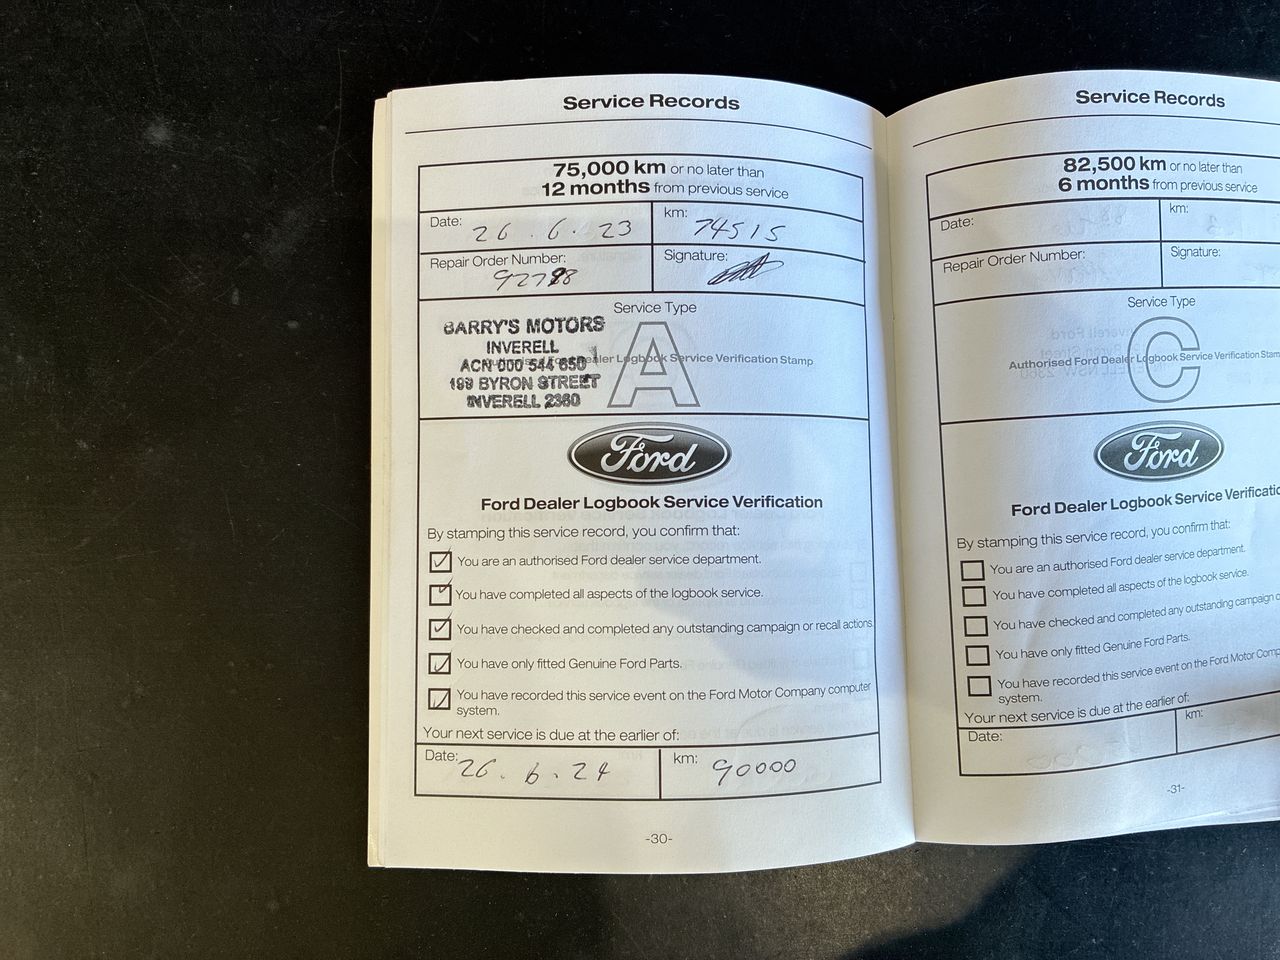 Service Records
75,000 km or no later than
12 months from previous service
Date: 26.6.23
km: 74515
Repair Order Number: 92788
Signature:
Service Type
A
BARRY'S MOTORS
INVERELL
ACN 000 544 650
Dealer Logbook Service Verification Stamp
199 BYRON STREET
INVERELL 2360
Ford
Ford Dealer Logbook Service Verification
By stamping this service record, you confirm that:
You are an authorised Ford dealer service department.
You have completed all aspects of the logbook service.
You have checked and completed any outstanding campaign or recall actions.
You have only fitted Genuine Ford Parts.
You have recorded this service event on the Ford Motor Company computer
system.
Your next service is due at the earlier of:
Date: 26.6.24
km: 90000
-30-
Service Records
82,500 km or no later than
6 months from previous service
Date:
km:
Repair Order Number:
Signature:
Service Type
C
Authorised Ford Dealer Logbook Service Verification Stam
Ford
Ford Dealer Logbook Service Verificatio
By stamping this service record, you confirm that:
You are an authorised Ford dealer service department.
You have completed all aspects of the logbook service.
You have checked and completed any outstanding campaign o
You have only fitted Genuine Ford Parts.
You have recorded this service event on the Ford Motor Comp
system.
Your next service is due at the earlier of:
Date:
km:
-31-